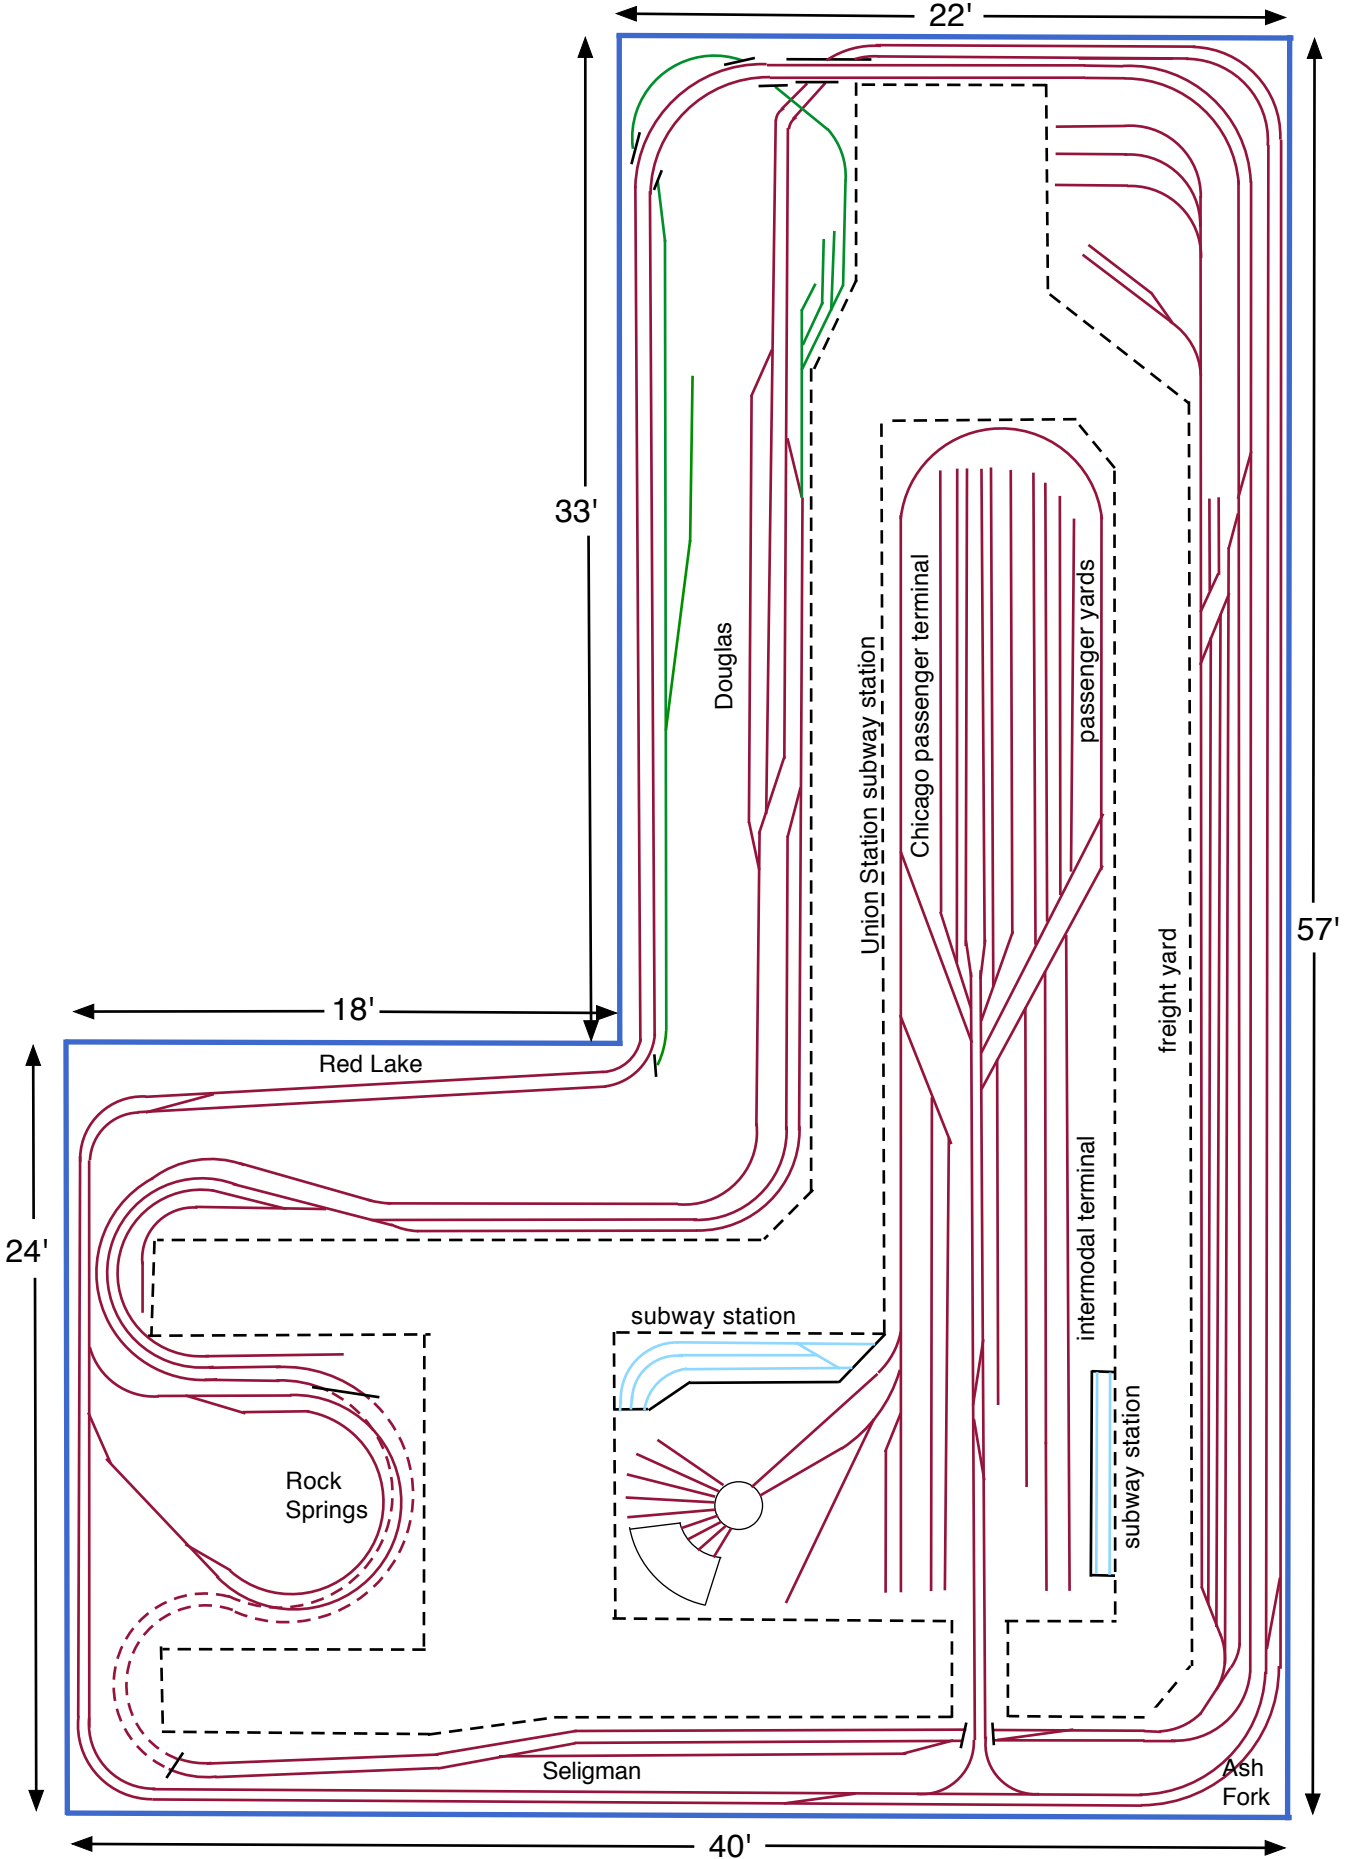 22'
33'
Douglas
Union Station subway station
Chicago passenger terminal
passenger yards
57'
freight yard
18'
Red Lake
24'
intermodal terminal
subway station
subway station
Rock
Springs
Seligman
Ash
Fork
40'